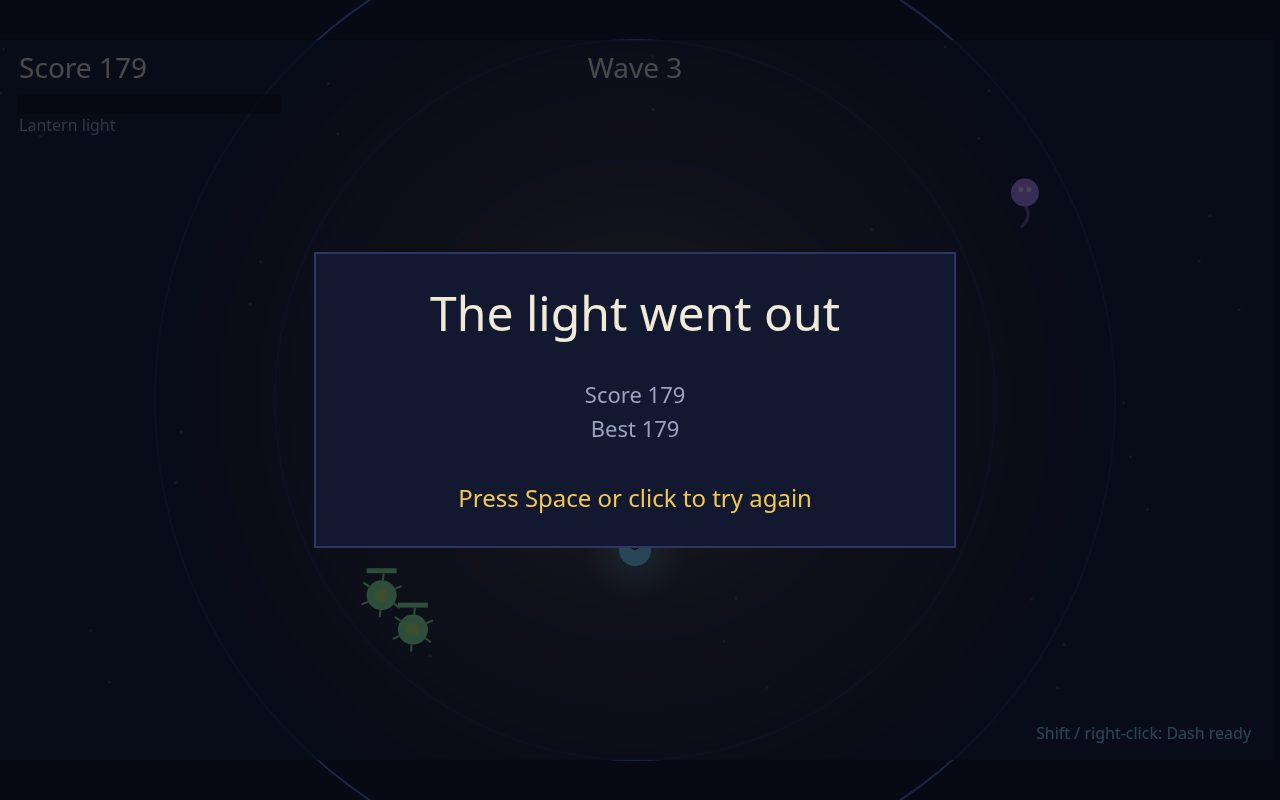 Score 179
Wave 3
Lantern light
The light went out
Score 179
Best 179
Press Space or click to try again
Shift / right-click: Dash ready